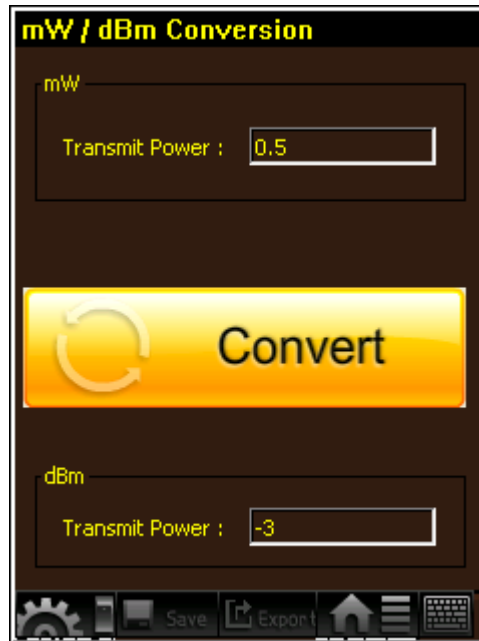 mW / dBm Conversion
mW
Transmit Power : 0.5
Convert
dBm
Transmit Power : -3
Save Export